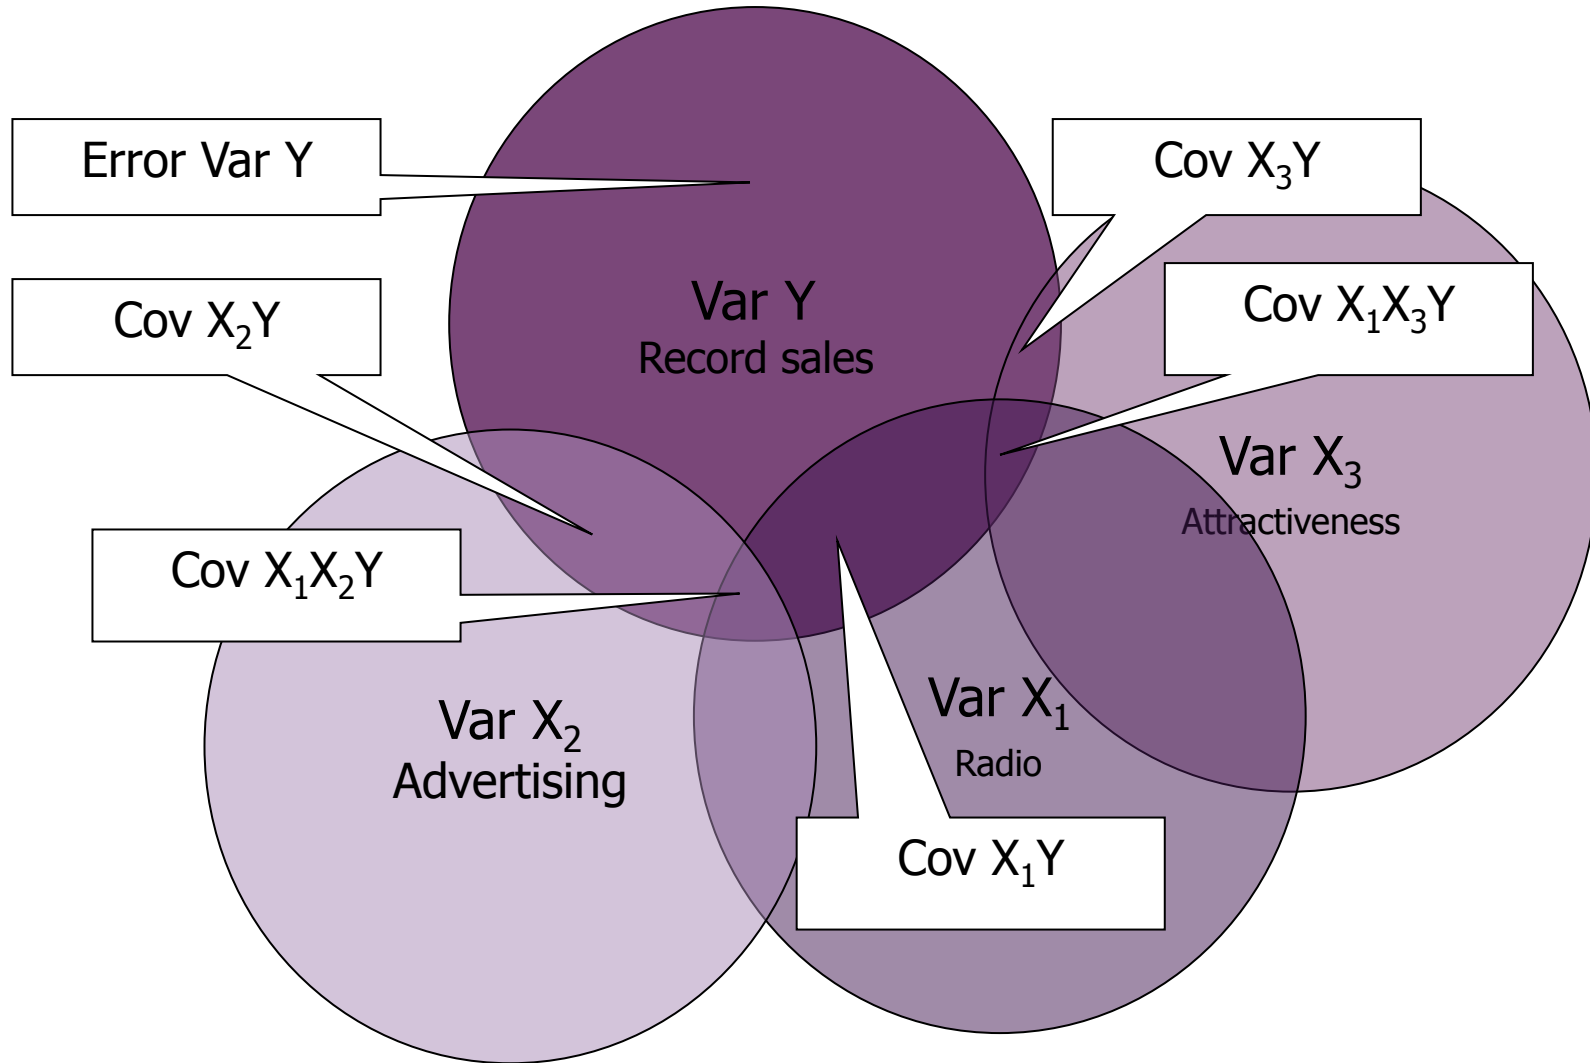 Error Var Y
Cov X₃Y
Cov X₂Y
Var Y
Record sales
Cov X₁X₃Y
Var X₃
Attractiveness
Cov X₁X₂Y
Var X₂
Advertising
Var X₁
Radio
Cov X₁Y